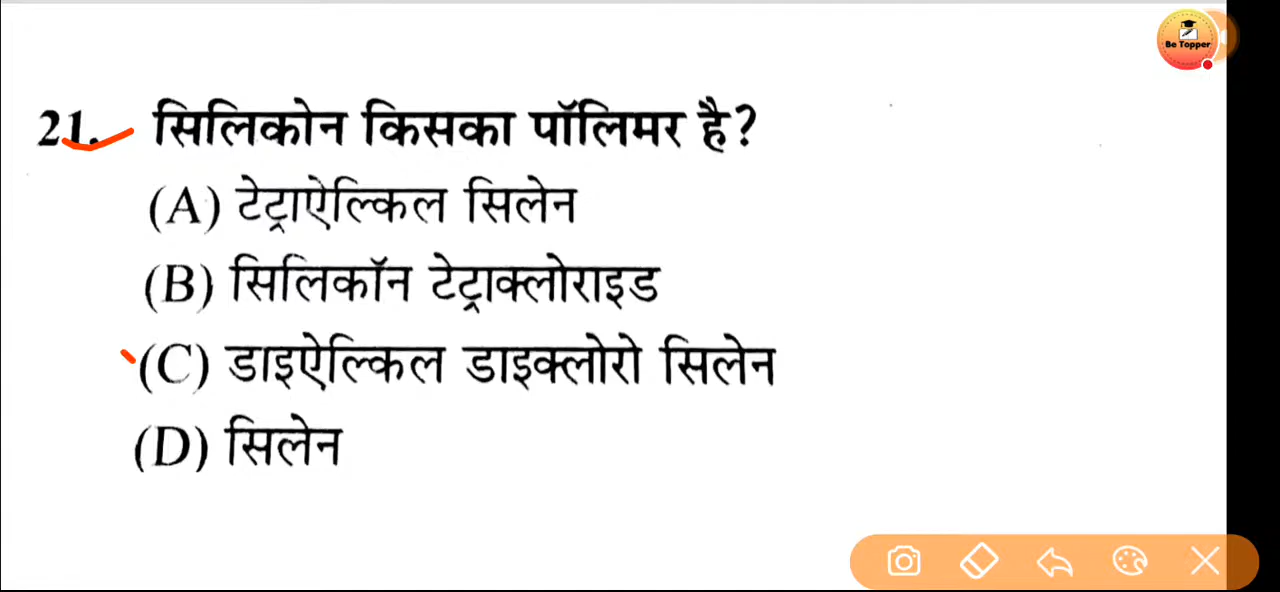 Be Topper
21. सिलिकोन किसका पॉलिमर है?
(A) टेट्राऐल्किल सिलेन
(B) सिलिकॉन टेट्राक्लोराइड
(C) डाइऐल्किल डाइक्लोरो सिलेन
(D) सिलेन